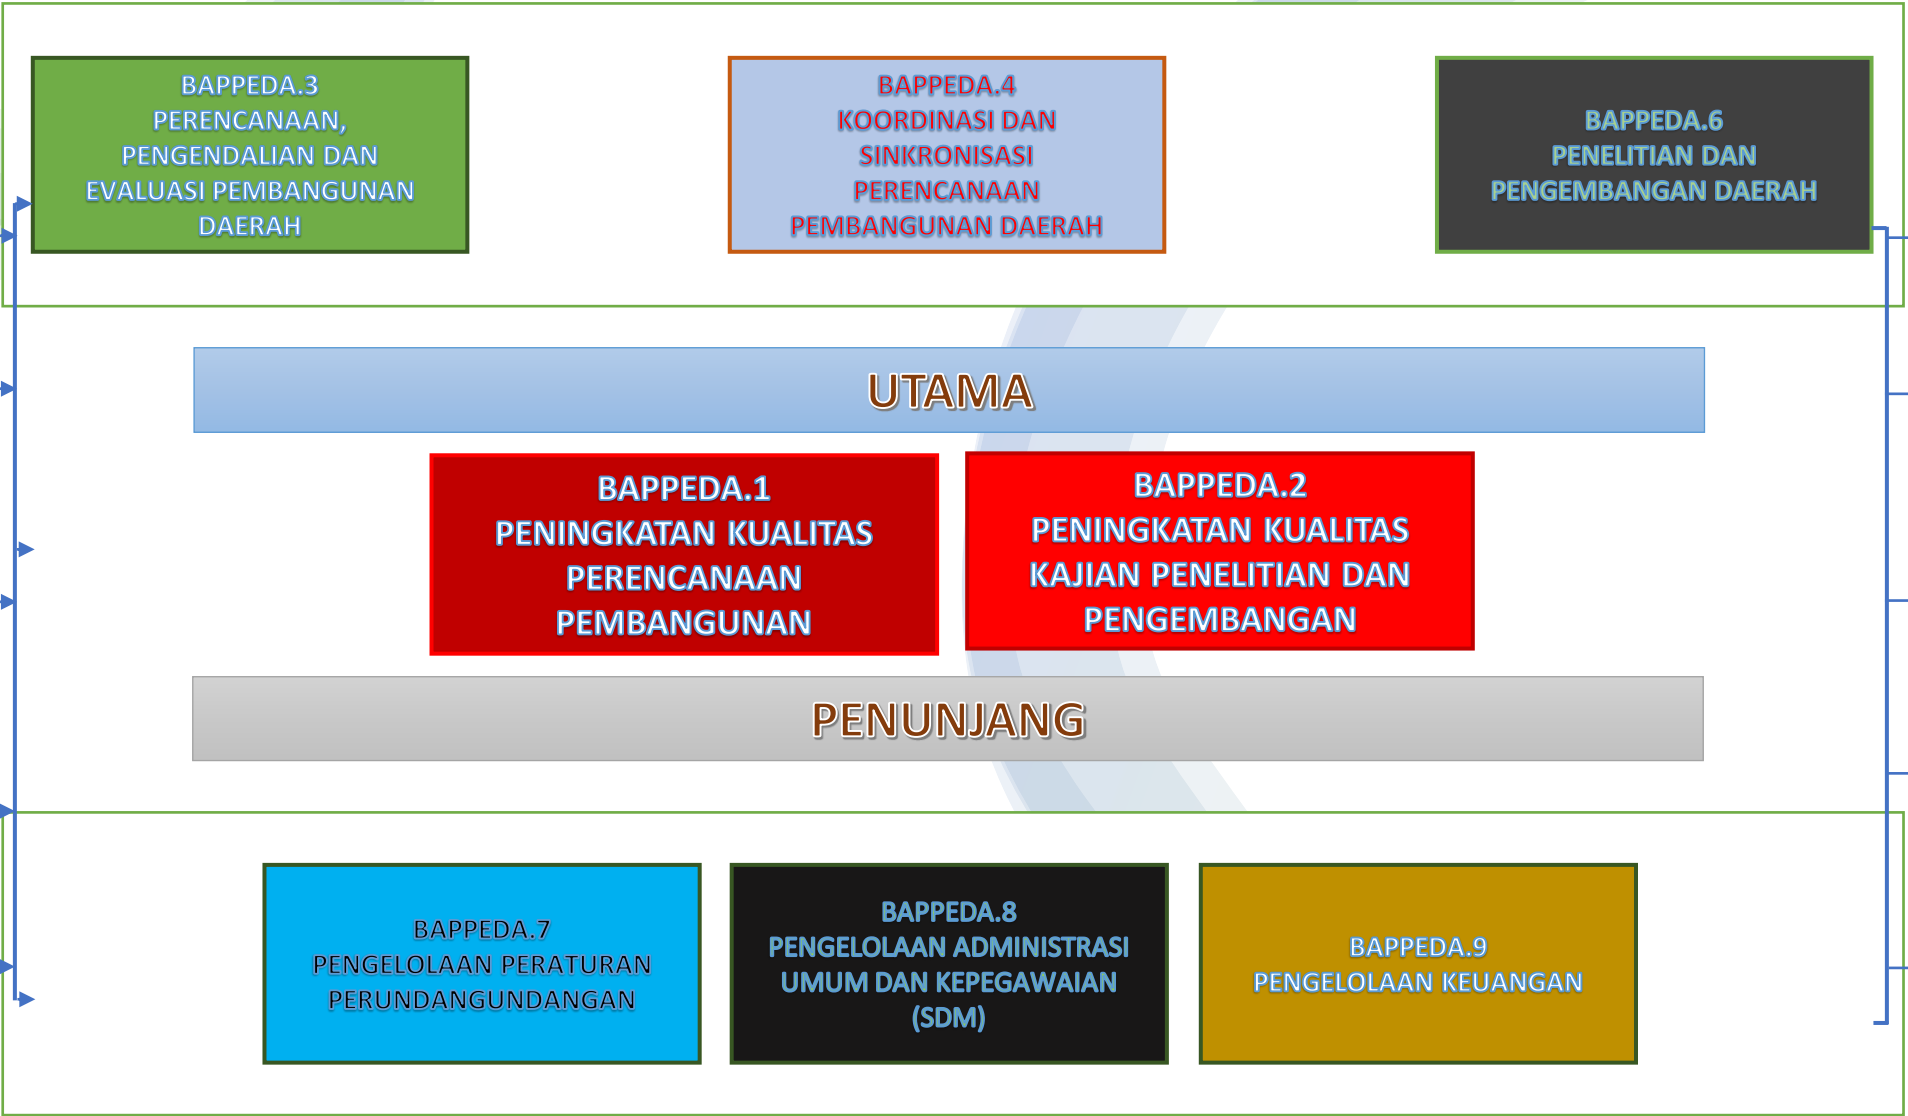 BAPPEDA.3
PERENCANAAN,
PENGENDALIAN DAN
EVALUASI PEMBANGUNAN
DAERAH
BAPPEDA.4
KOORDINASI DAN
SINKRONISASI
PERENCANAAN
PEMBANGUNAN DAERAH
BAPPEDA.6
PENELITIAN DAN
PENGEMBANGAN DAERAH
UTAMA
BAPPEDA.1
PENINGKATAN KUALITAS
PERENCANAAN
PEMBANGUNAN
BAPPEDA.2
PENINGKATAN KUALITAS
KAJIAN PENELITIAN DAN
PENGEMBANGAN
PENUNJANG
BAPPEDA.7
PENGELOLAAN PERATURAN
PERUNDANGUNDANGAN
BAPPEDA.8
PENGELOLAAN ADMINISTRASI
UMUM DAN KEPEGAWAIAN
(SDM)
BAPPEDA.9
PENGELOLAAN KEUANGAN